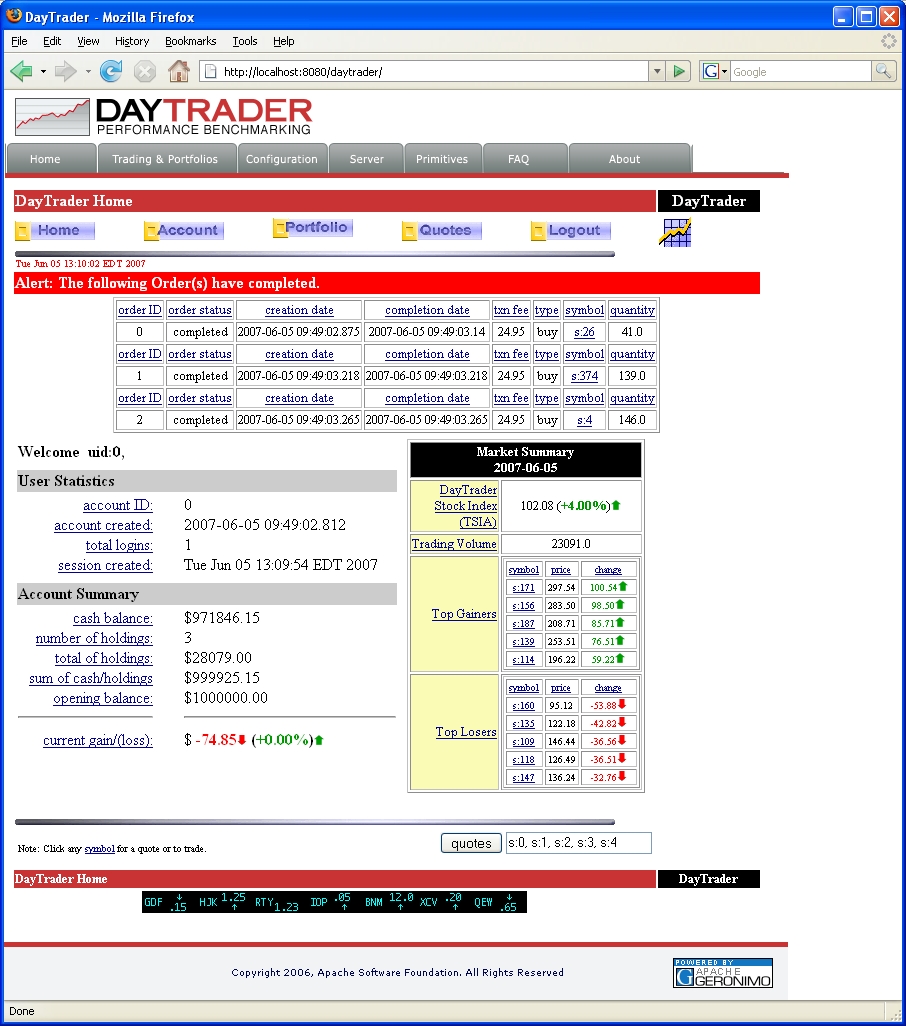 DayTrader - Mozilla Firefox
File Edit View History Bookmarks Tools Help
http://localhost:8080/daytrader/ G Google
DAYTRADER
PERFORMANCE BENCHMARKING
Home Trading & Portfolios Configuration Server Primitives FAQ About
DayTrader Home DayTrader
Home Account Portfolio Quotes Logout
Tue Jun 05 13:10:02 EDT 2007
Alert: The following Order(s) have completed.
order ID order status creation date completion date txn fee type symbol quantity
0 completed 2007-06-05 09:49:02.875 2007-06-05 09:49:03.14 24.95 buy s:26 41.0
order ID order status creation date completion date txn fee type symbol quantity
1 completed 2007-06-05 09:49:03.218 2007-06-05 09:49:03.218 24.95 buy s:374 139.0
order ID order status creation date completion date txn fee type symbol quantity
2 completed 2007-06-05 09:49:03.265 2007-06-05 09:49:03.265 24.95 buy s:4 146.0
Welcome uid:0,
User Statistics
account ID: 0
account created: 2007-06-05 09:49:02.812
total logins: 1
session created: Tue Jun 05 13:09:54 EDT 2007
Account Summary
cash balance: $971846.15
number of holdings: 3
total of holdings: $28079.00
sum of cash/holdings $999925.15
opening balance: $1000000.00
current gain/(loss): $ -74.85 (+0.00%)
Market Summary
2007-06-05
DayTrader
Stock Index
(TSIA)
102.08 (+4.00%)
Trading Volume 23091.0
Top Gainers
symbol price change
s:171 297.54 100.54
s:156 283.50 98.50
s:187 208.71 85.71
s:139 253.51 76.51
s:114 196.22 59.22
Top Losers
symbol price change
s:160 95.12 -53.88
s:135 122.18 -42.82
s:109 146.44 -36.56
s:118 126.49 -36.51
s:147 136.24 -32.76
Note: Click any symbol for a quote or to trade. quotes s:0, s:1, s:2, s:3, s:4
DayTrader Home DayTrader
GDF .15 HJK 1.25 RTY 1.23 IOP .05 BNM 12.0 XCV .20 QEW .65
Copyright 2006, Apache Software Foundation. All Rights Reserved
POWERED BY
APACHE
GERONIMO
Done